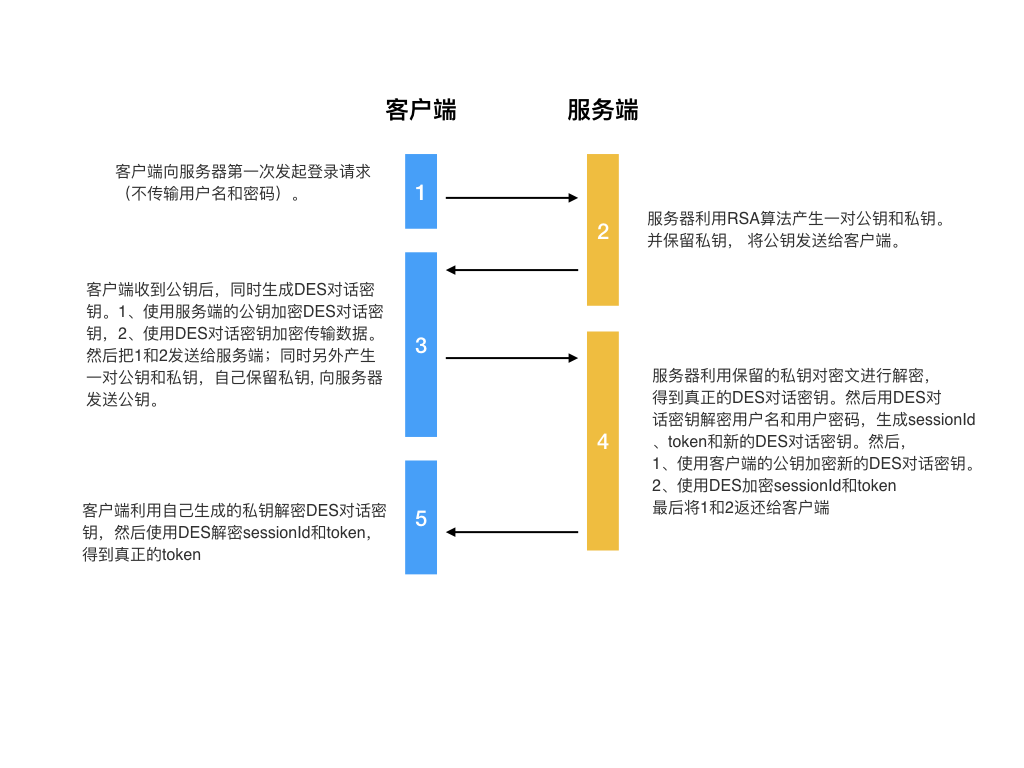 客户端
服务端
客户端向服务器第一次发起登录请求
（不传输用户名和密码）。
1
服务器利用RSA算法产生一对公钥和私钥。
并保留私钥， 将公钥发送给客户端。
2
客户端收到公钥后，同时生成DES对话密
钥。1、使用服务端的公钥加密DES对话密
钥，2、使用DES对话密钥加密传输数据。
然后把1和2发送给服务端；同时另外产生
一对公钥和私钥，自己保留私钥, 向服务器
发送公钥。
3
服务器利用保留的私钥对密文进行解密，
得到真正的DES对话密钥。然后用DES对
话密钥解密用户名和用户密码，生成sessionId
、token和新的DES对话密钥。然后，
1、使用客户端的公钥加密新的DES对话密钥。
2、使用DES加密sessionId和token
最后将1和2返还给客户端
4
客户端利用自己生成的私钥解密DES对话密
钥，然后使用DES解密sessionId和token，
得到真正的token
5